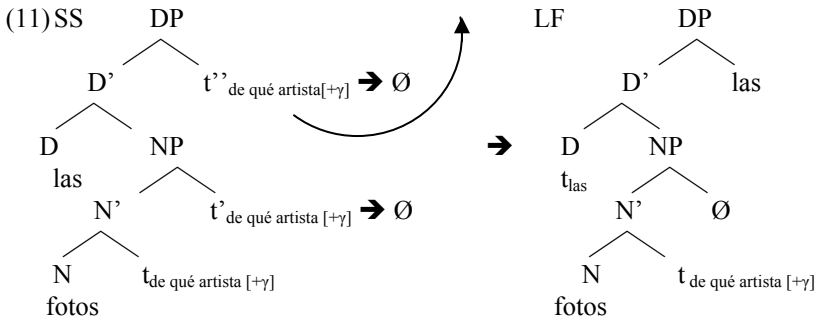 (11) SS DP LF DP
D’ t’’de qué artista[+γ] ➔ Ø D’ las
D NP ➔ D NP
las tlas
N’ t’de qué artista [+γ] ➔ Ø N’ Ø
N tde qué artista [+γ] N t de qué artista [+γ]
fotos fotos